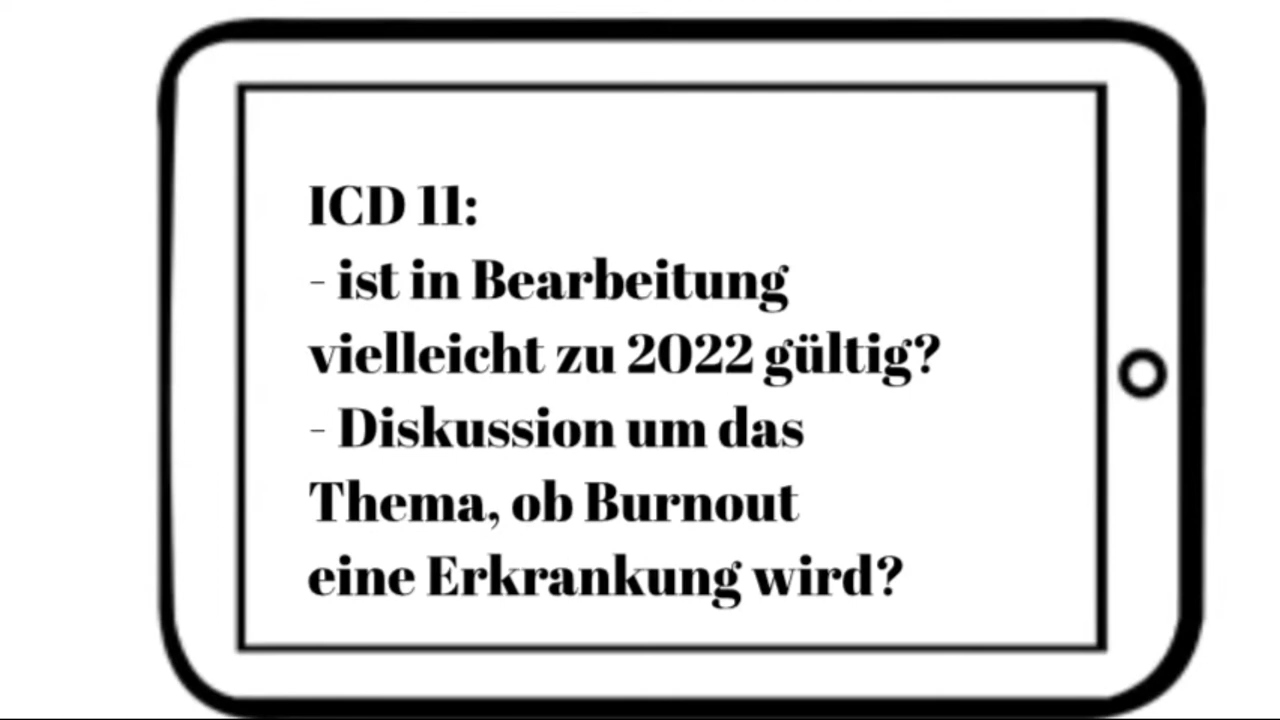 ICD 11:
- ist in Bearbeitung
vielleicht zu 2022 gültig?
- Diskussion um das
Thema, ob Burnout
eine Erkrankung wird?